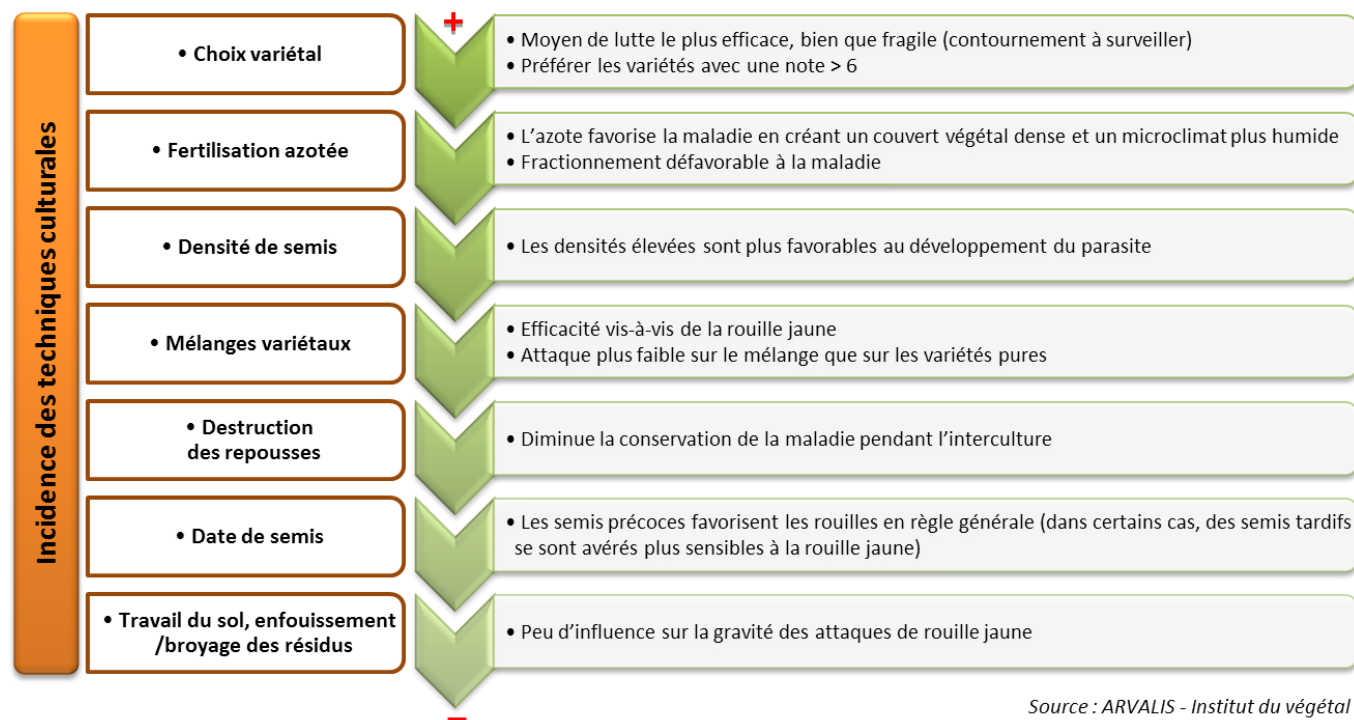 Incidence des techniques culturales
+
• Choix variétal
• Moyen de lutte le plus efficace, bien que fragile (contournement à surveiller)
• Préférer les variétés avec une note > 6
• Fertilisation azotée
• L'azote favorise la maladie en créant un couvert végétal dense et un microclimat plus humide
• Fractionnement défavorable à la maladie
• Densité de semis
• Les densités élevées sont plus favorables au développement du parasite
• Mélanges variétaux
• Efficacité vis-à-vis de la rouille jaune
• Attaque plus faible sur le mélange que sur les variétés pures
• Destruction
des repousses
• Diminue la conservation de la maladie pendant l'interculture
• Date de semis
• Les semis précoces favorisent les rouilles en règle générale (dans certains cas, des semis tardifs
se sont avérés plus sensibles à la rouille jaune)
• Travail du sol, enfouissement
/broyage des résidus
• Peu d'influence sur la gravité des attaques de rouille jaune
–
Source : ARVALIS - Institut du végétal